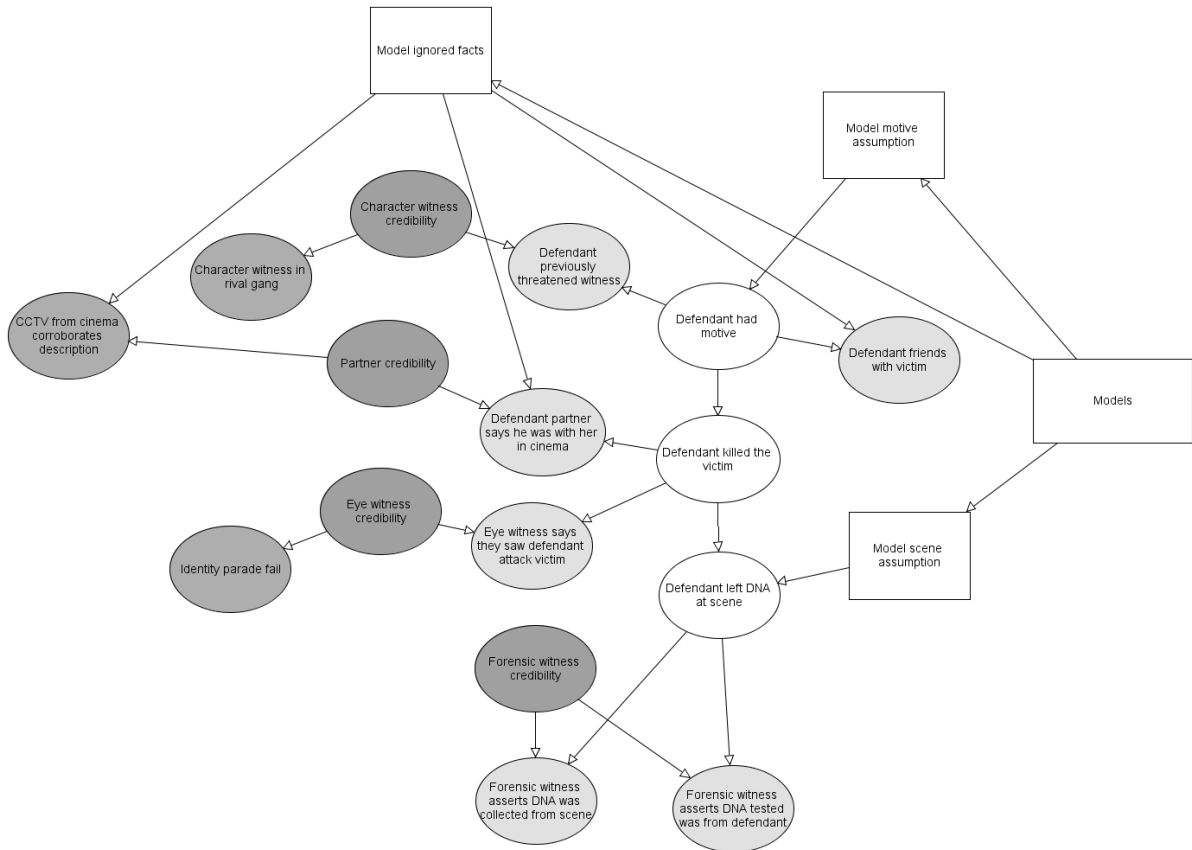 Model ignored facts
Model motive
assumption
Character witness
credibility
Defendant
previously
threatened witness
Character witness in
rival gang
CCTV from cinema
corroborates
description
Defendant had
motive
Defendant friends
with victim
Partner credibility
Models
Defendant partner
says he was with her
in cinema
Defendant killed the
victim
Eye witness
credibility
Eye witness says
they saw defendant
attack victim
Model scene
assumption
Identity parade fail
Defendant left DNA
at scene
Forensic witness
credibility
Forensic witness
asserts DNA was
collected from scene
Forensic witness
asserts DNA tested
was from defendant